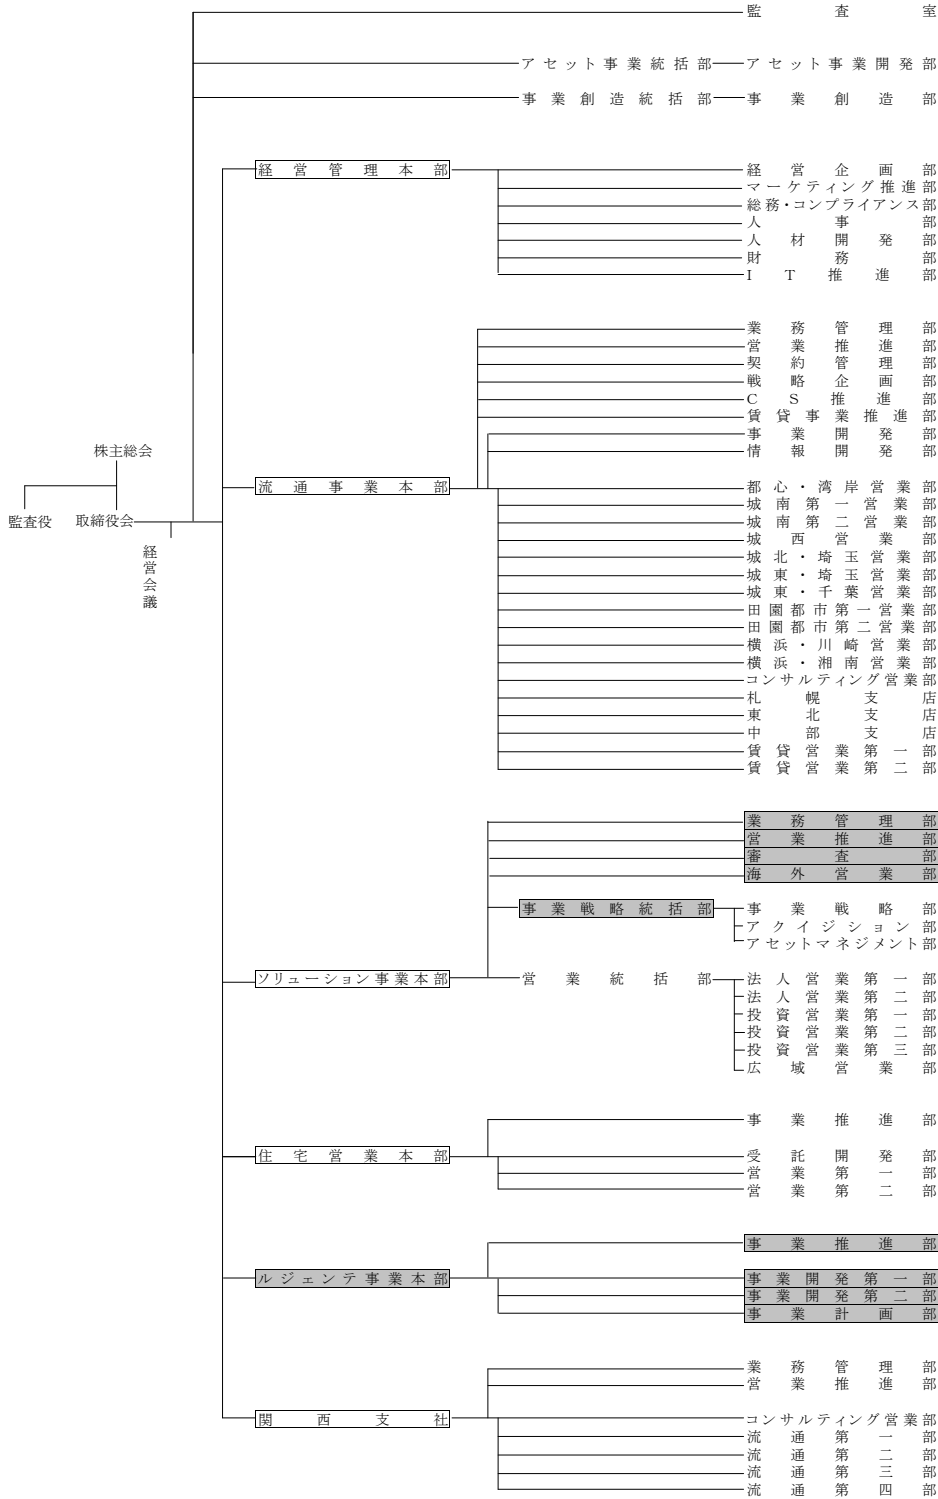 監査室
アセット事業統括部 アセット事業開発部
事業創造統括部 事業創造部
経営管理本部 経営企画部
マーケティング推進部
総務・コンプライアンス部
人事部
人材開発部
財務部
IT推進部
業務管理部
営業推進部
契約管理部
戦略企画部
CS推進部
賃貸事業推進部
事業開発部
情報開発部
株主総会
流通事業本部 都心・湾岸営業部
城南第一営業部
監査役 取締役会 城南第二営業部
城西営業部
経営会議
城北・埼玉営業部
城東・埼玉営業部
城東・千葉営業部
田園都市第一営業部
田園都市第二営業部
横浜・川崎営業部
横浜・湘南営業部
コンサルティング営業部
札幌支店
東北支店
中部支店
賃貸営業第一部
賃貸営業第二部
業務管理部
営業推進部
審査部
海外営業部
事業戦略統括部 事業戦略部
アクイジション部
アセットマネジメント部
ソリューション事業本部 営業統括部 法人営業第一部
法人営業第二部
投資営業第一部
投資営業第二部
投資営業第三部
広域営業部
事業推進部
住宅営業本部 受託開発部
営業第一部
営業第二部
事業推進部
ルジェンテ事業本部 事業開発第一部
事業開発第二部
事業計画部
業務管理部
営業推進部
関西支社 コンサルティング営業部
流通第一部
流通第二部
流通第三部
流通第四部